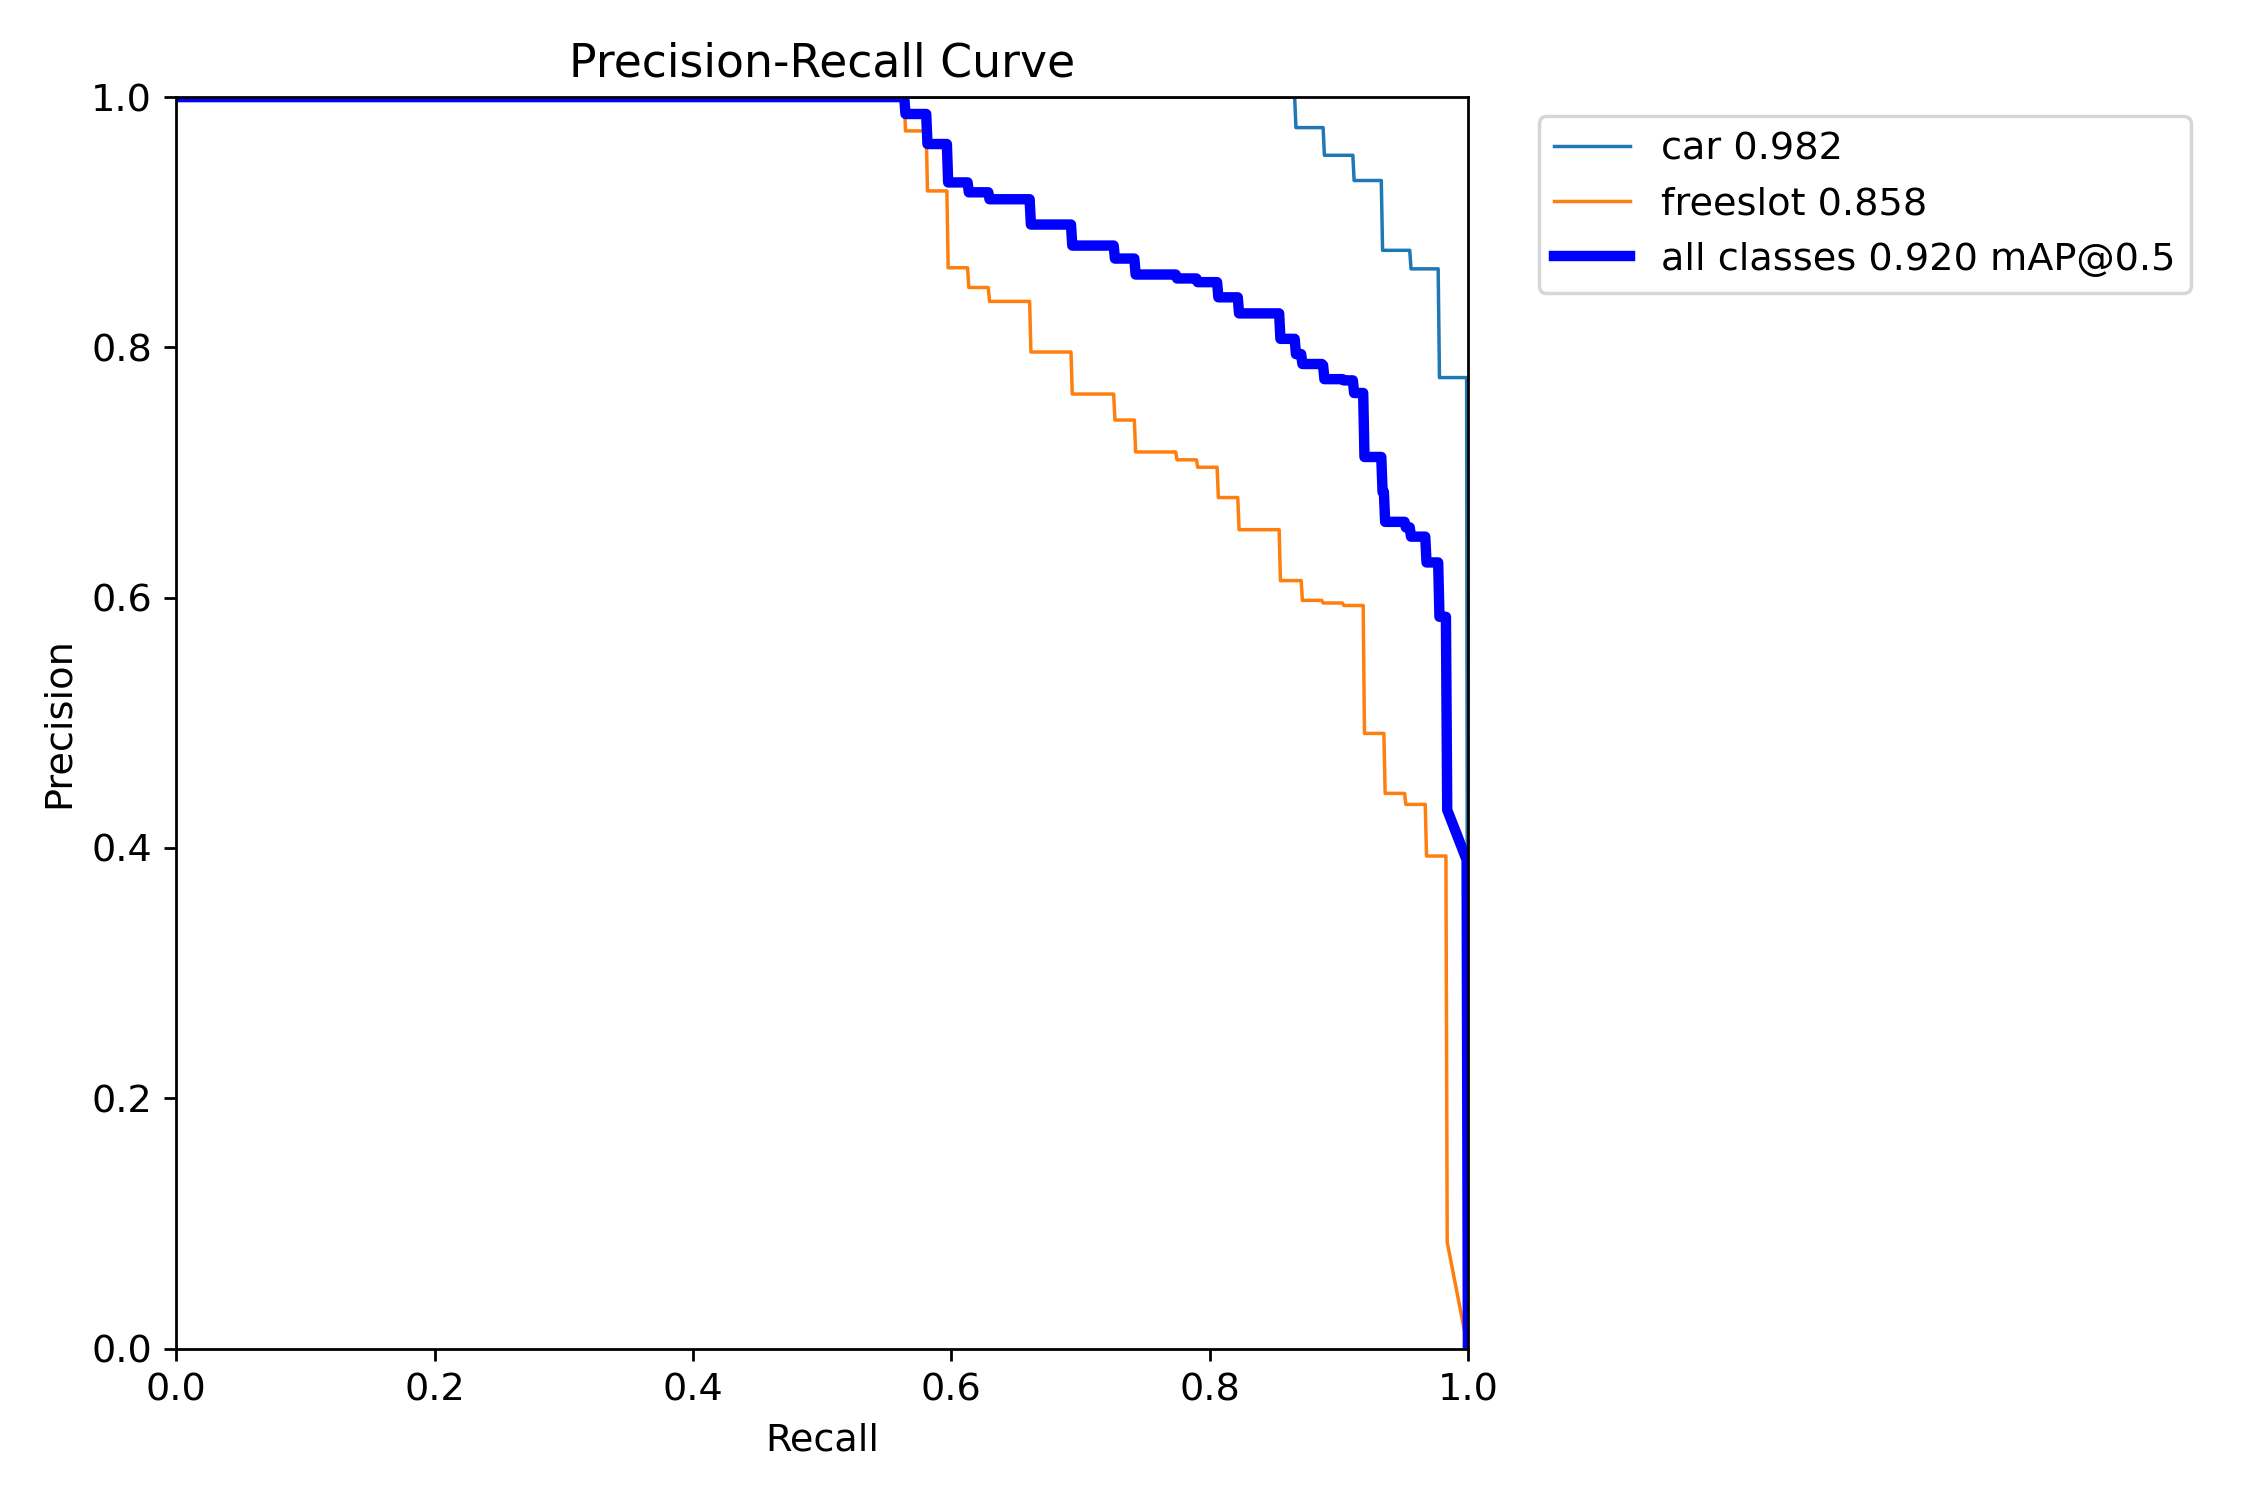 Precision-Recall Curve
1.0
0.8
0.6
0.4
0.2
0.0
Precision
0.0 0.2 0.4 0.6 0.8 1.0
Recall
car 0.982
freeslot 0.858
all classes 0.920 mAP@0.5